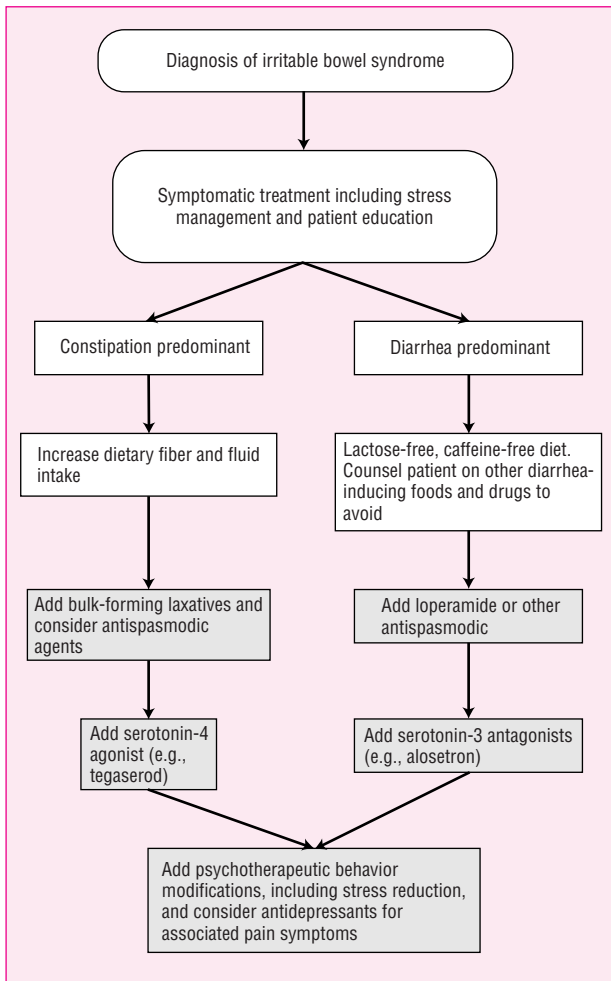 Diagnosis of irritable bowel syndrome
Symptomatic treatment including stress
management and patient education
Constipation predominant
Diarrhea predominant
Increase dietary fiber and fluid
intake
Lactose-free, caffeine-free diet.
Counsel patient on other diarrhea-
inducing foods and drugs to
avoid
Add bulk-forming laxatives and
consider antispasmodic
agents
Add loperamide or other
antispasmodic
Add serotonin-4
agonist (e.g.,
tegaserod)
Add serotonin-3 antagonists
(e.g., alosetron)
Add psychotherapeutic behavior
modifications, including stress reduction,
and consider antidepressants for
associated pain symptoms